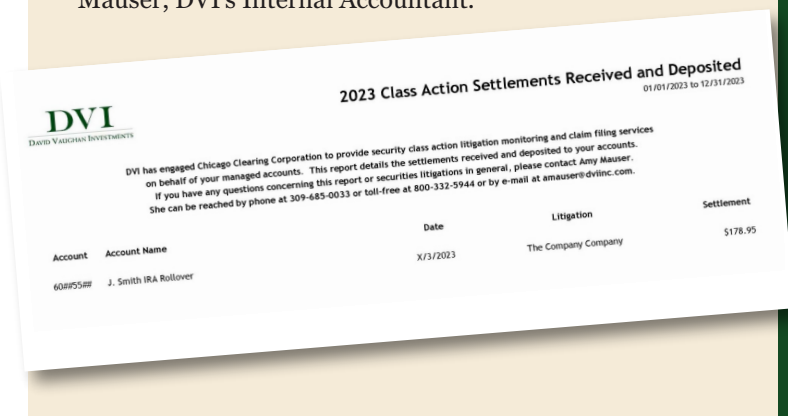 Mauser, DVI's Internal Accountant.
2023 Class Action Settlements Received and Deposited
01/01/2023 to 12/31/2023
DVI
DAVID VAUGHAN INVESTMENTS
DVI has engaged Chicago Clearing Corporation to provide security class action litigation monitoring and claim filing services
on behalf of your managed accounts. This report details the settlements received and deposited to your accounts.
If you have any questions concerning this report or securities litigations in general, please contact Amy Mauser.
She can be reached by phone at 309-685-0033 or toll-free at 800-332-5944 or by e-mail at amauser@dviinc.com.
Account Account Name Date Litigation Settlement
60##55## J. Smith IRA Rollover X/3/2023 The Company Company $178.95